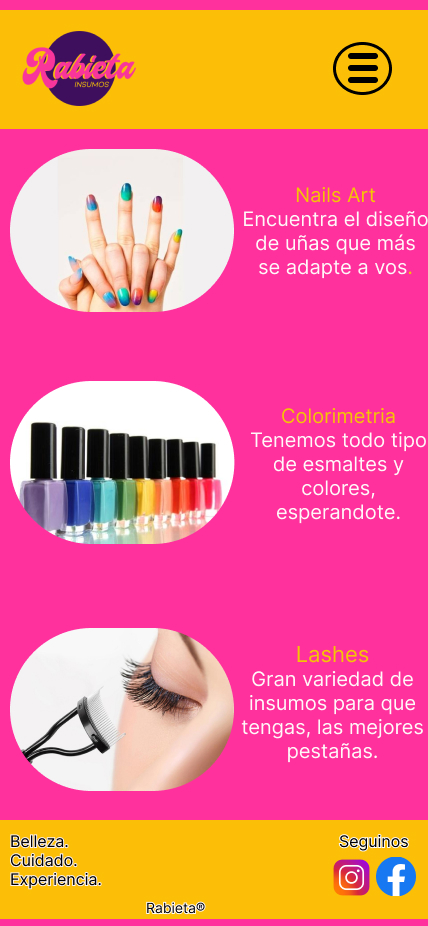 Rabieta
INSUMOS
Nails Art
Encuentra el diseño
de uñas que más
se adapte a vos.
Colorimetria
Tenemos todo tipo
de esmaltes y
colores,
esperandote.
Lashes
Gran variedad de
insumos para que
tengas, las mejores
pestañas.
Belleza.
Cuidado.
Experiencia.
Seguinos
Rabieta®